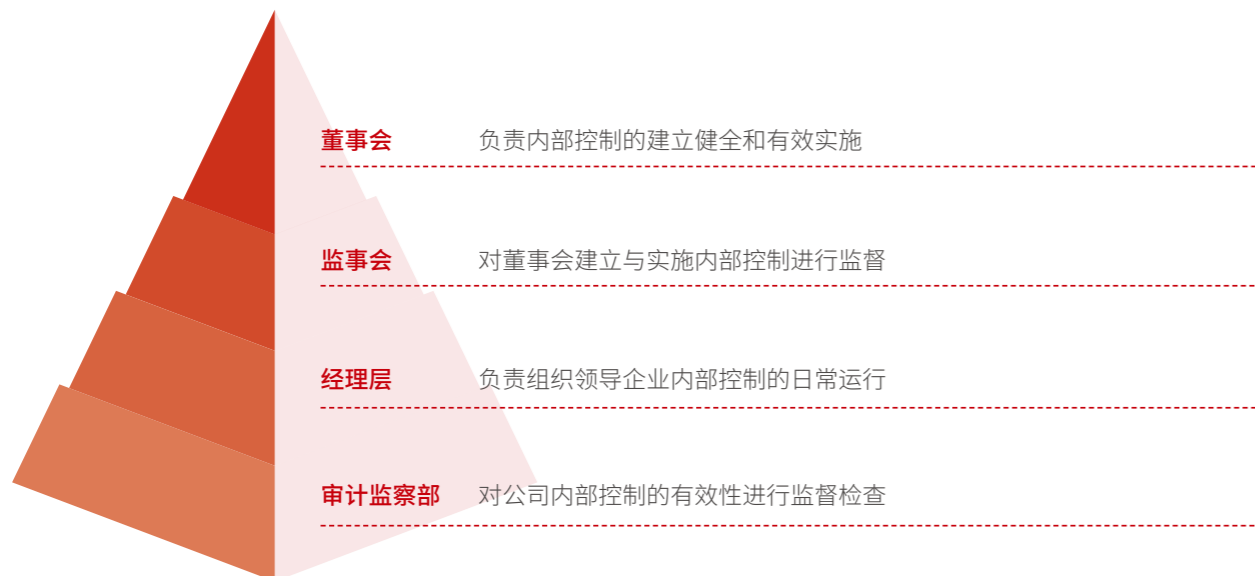 董事会 负责内部控制的建立健全和有效实施
监事会 对董事会建立与实施内部控制进行监督
经理层 负责组织领导企业内部控制的日常运行
审计监察部 对公司内部控制的有效性进行监督检查